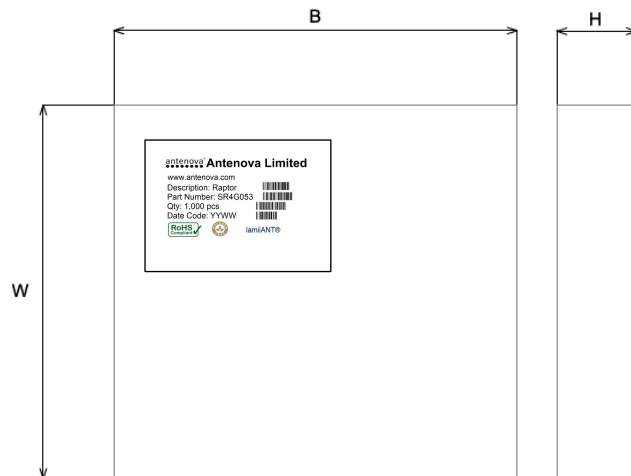 B
H
antenova® Antenova Limited
www.antenova.com
Description: Raptor
Part Number: SR4G053
Qty: 1,000 pcs
Date Code: YYWW
RoHS
Compliant
lamiiANT®
W